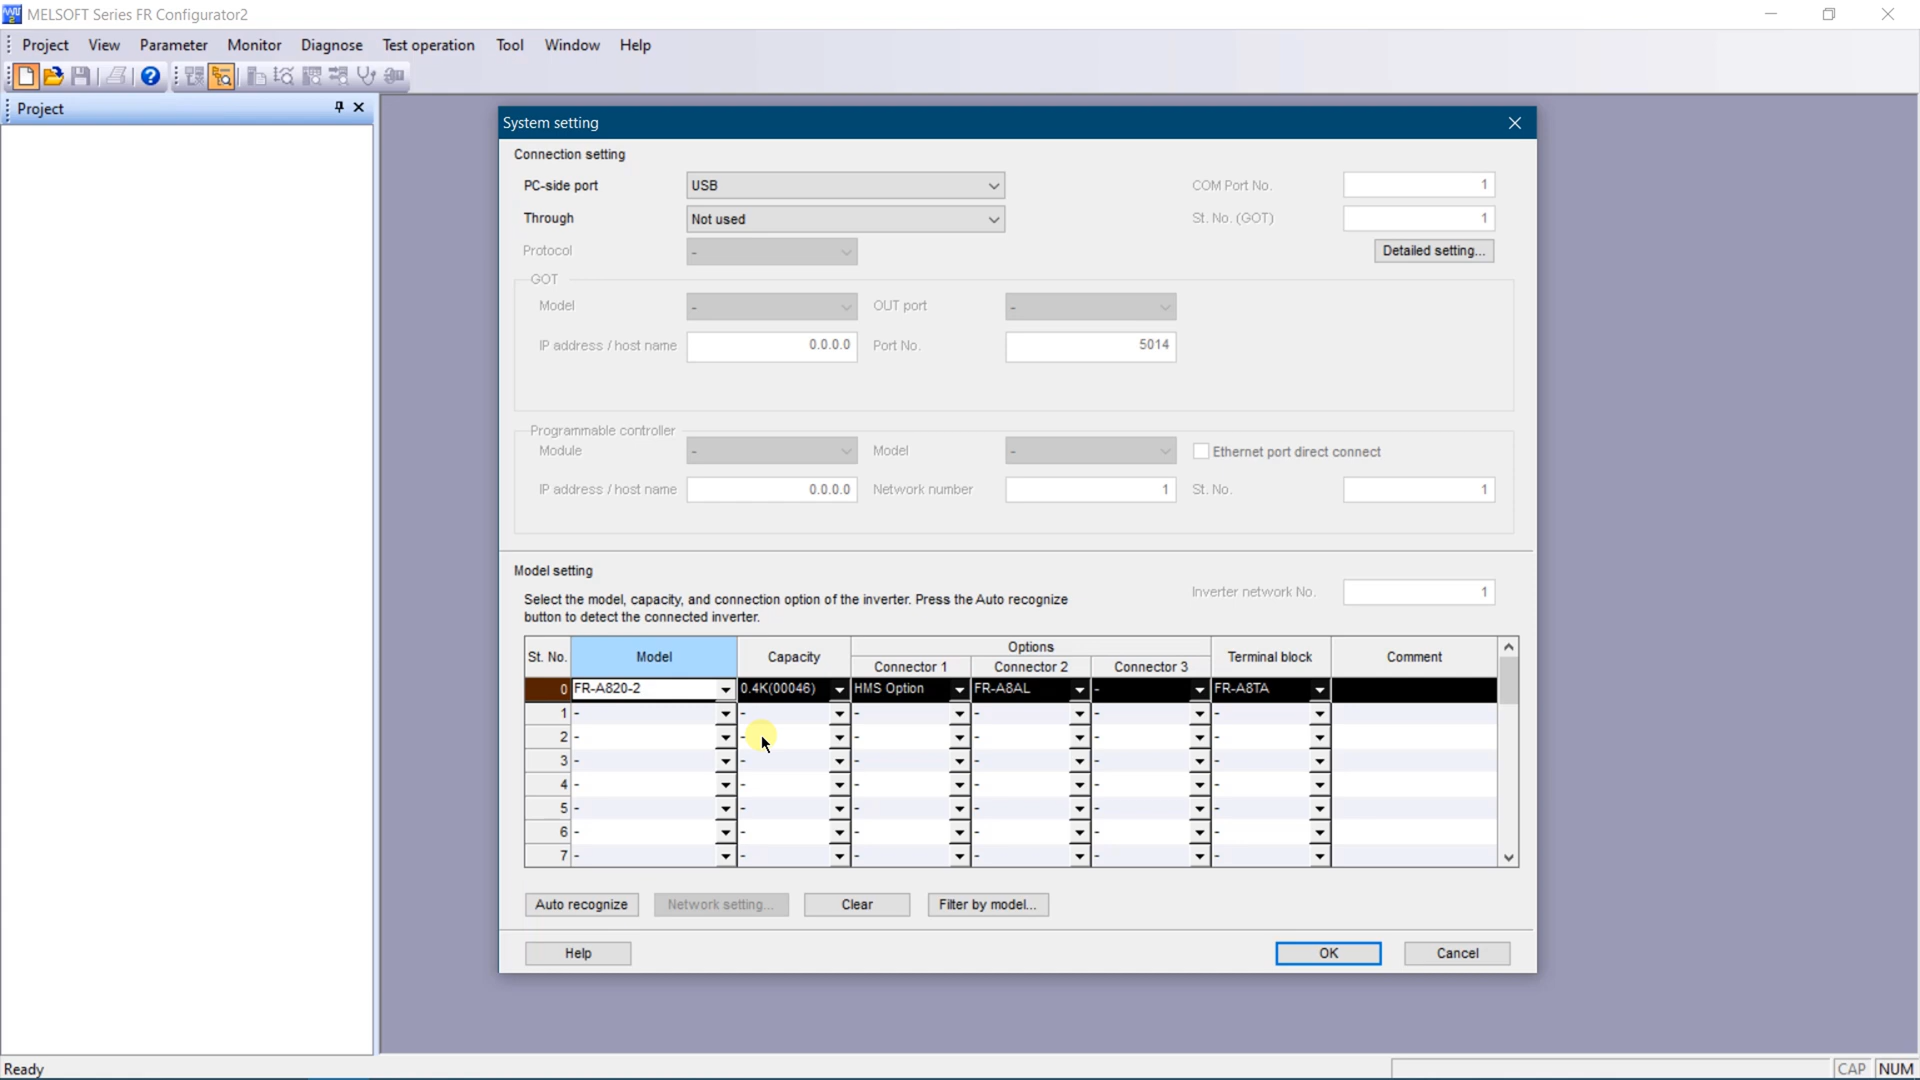 MELSOFT Series FR Configurator2
Project View Parameter Monitor Diagnose Test operation Tool Window Help
Project
System setting
Connection setting
PC-side port USB COM Port No. 1
Through Not used St. No. (GOT) 1
Protocol - Detailed setting...
GOT
Model - OUT port -
IP address / host name 0.0.0.0 Port No. 5014
Programmable controller
Module - Model - Ethernet port direct connect
IP address / host name 0.0.0.0 Network number 1 St. No. 1
Model setting
Select the model, capacity, and connection option of the inverter. Press the Auto recognize
button to detect the connected inverter.
Inverter network No. 1
St. No. Model Capacity Options Terminal block Comment
Connector 1 Connector 2 Connector 3
0 FR-A820-2 0.4K(00046) HMS Option FR-A8AL - FR-A8TA
1 - - - - - -
2 - - - - - -
3 - - - - - -
4 - - - - - -
5 - - - - - -
6 - - - - - -
7 - - - - - -
Auto recognize Network setting... Clear Filter by model...
Help OK Cancel
Ready CAP NUM